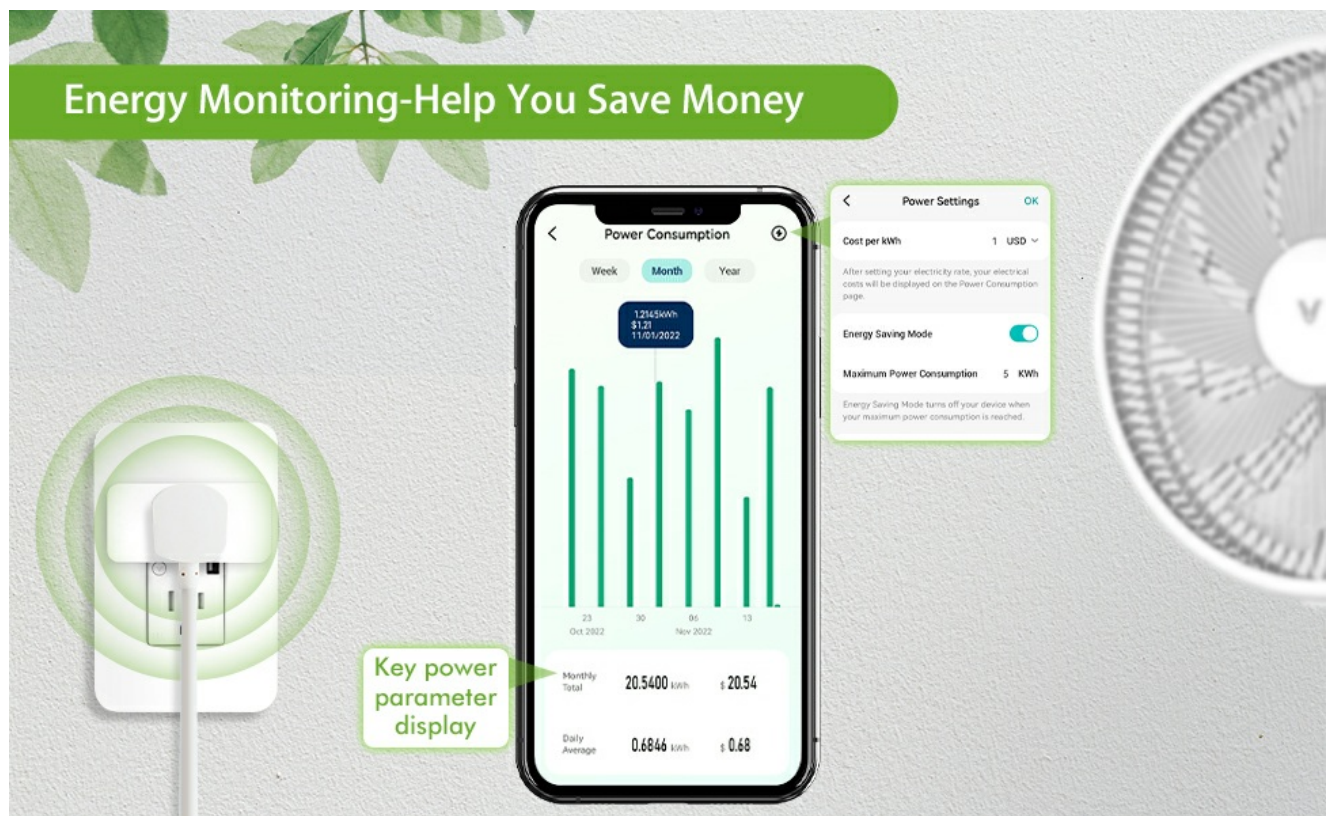 Energy Monitoring-Help You Save Money
Power Consumption
Week Month Year
1.2145kWh
$1.21
11/01/2022
23 30 06 13
Oct 2022 Nov 2022
Monthly
Total
20.5400 kWh $ 20.54
Daily
Average
0.6846 kWh $ 0.68
Key power
parameter
display
Power Settings OK
Cost per kWh 1 USD
After setting your electricity rate, your electrical
costs will be displayed on the Power Consumption
page.
Energy Saving Mode
Maximum Power Consumption 5 KWh
Energy Saving Mode turns off your device when
your maximum power consumption is reached.
V